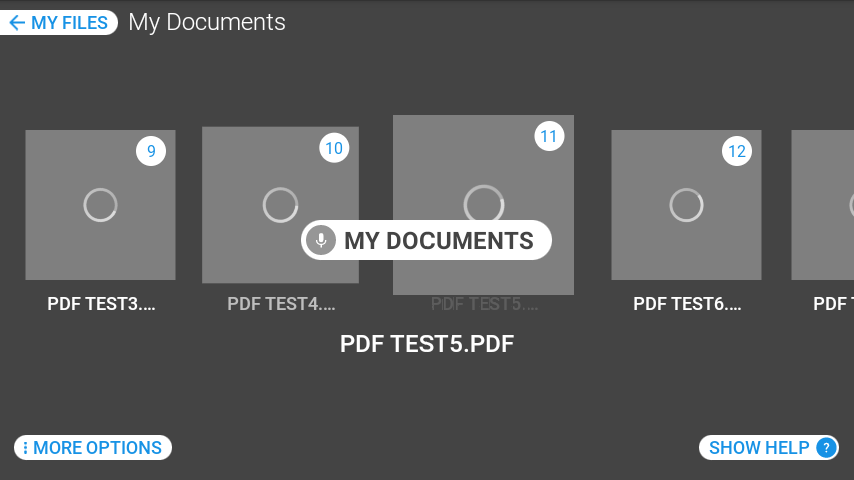 MY FILES My Documents
9 10 11 12
MY DOCUMENTS
PDF TEST3.... PDF TEST4.... PDF TEST5.... PDF TEST6.... PDF
PDF TEST5.PDF
MORE OPTIONS SHOW HELP ?